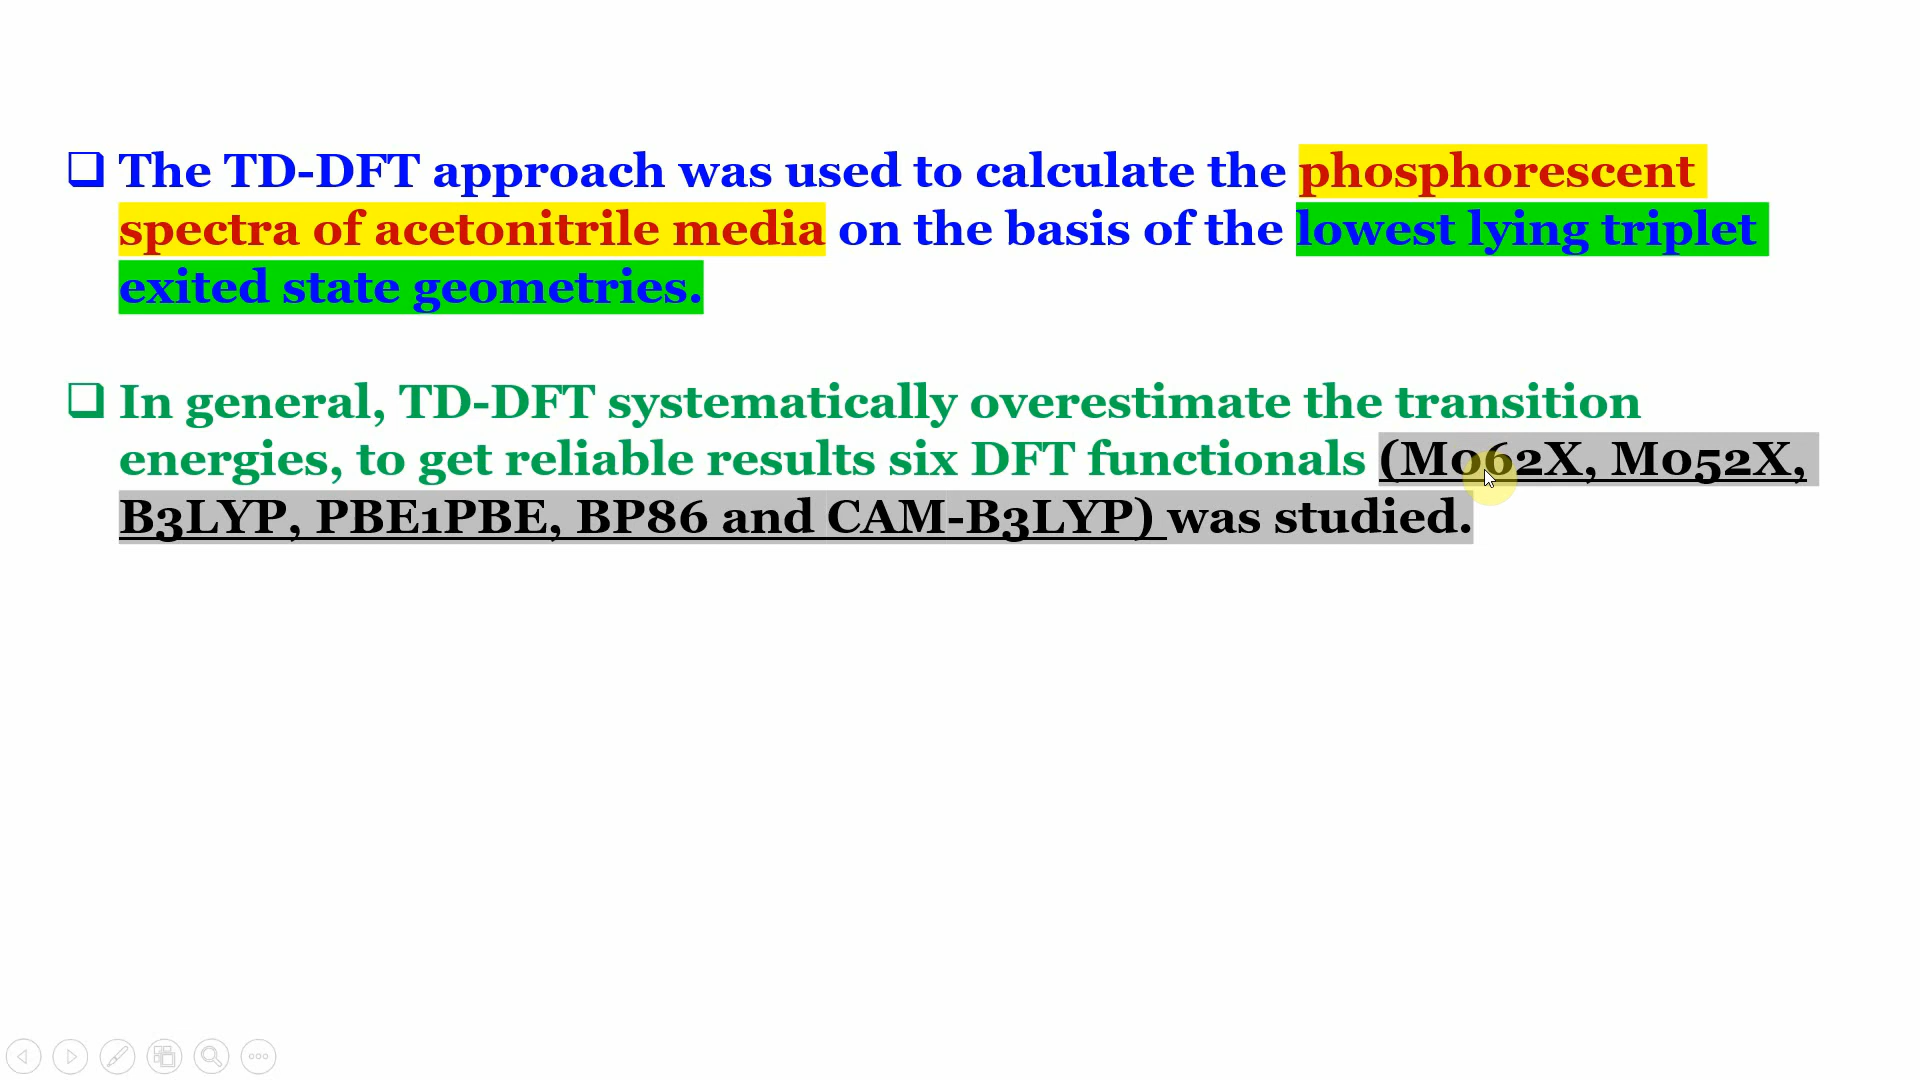 The TD-DFT approach was used to calculate the phosphorescent
spectra of acetonitrile media on the basis of the lowest lying triplet
exited state geometries.
In general, TD-DFT systematically overestimate the transition
energies, to get reliable results six DFT functionals (M062X, M052X,
B3LYP, PBE1PBE, BP86 and CAM-B3LYP) was studied.